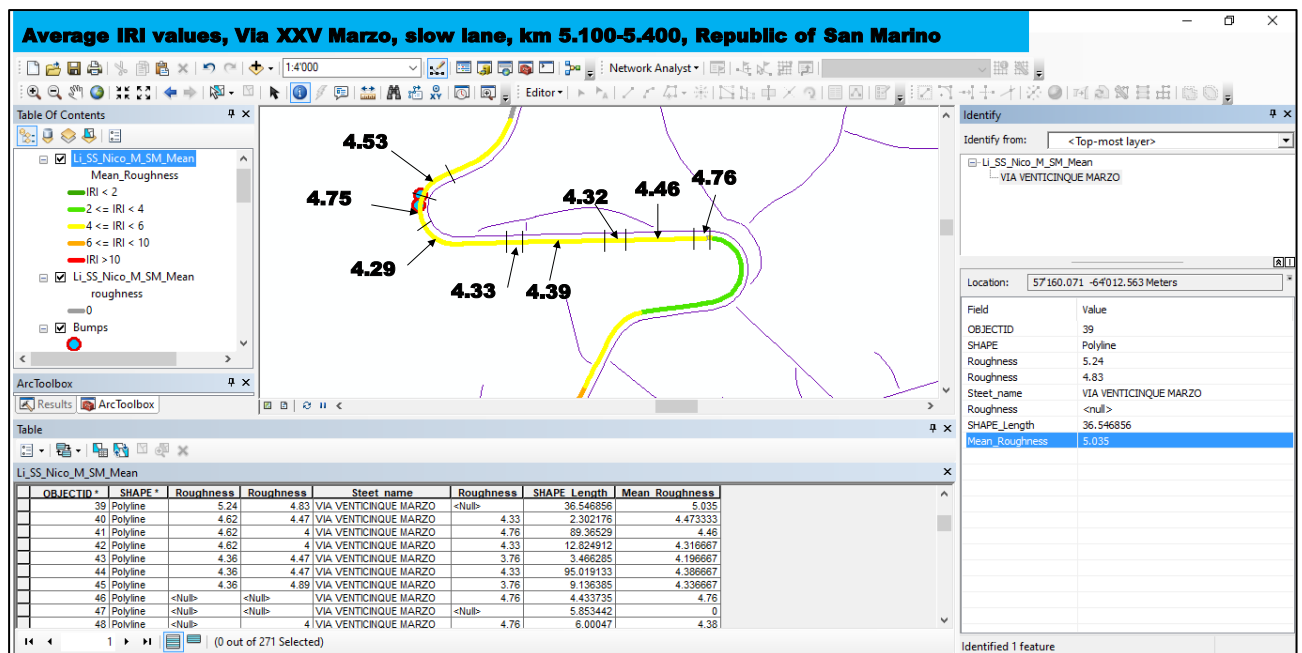 Average IRI values, Via XXV Marzo, slow lane, km 5.100-5.400, Republic of San Marino
1:4'000
Network Analyst
Editor
Table Of Contents
Li_SS_Nico_M_SM_Mean
Mean_Roughness
IRI < 2
2 <= IRI < 4
4 <= IRI < 6
6 <= IRI < 10
IRI >10
Li_SS_Nico_M_SM_Mean
roughness
0
Bumps
ArcToolbox
Results ArcToolbox
4.53
4.75
4.29
4.33
4.39
4.32
4.46
4.76
Identify
Identify from: <Top-most layer>
Li_SS_Nico_M_SM_Mean
VIA VENTICINQUE MARZO
Location: 57'160.071 -64'012.563 Meters
Field Value
OBJECTID 39
SHAPE Polyline
Roughness 5.24
Roughness 4.83
Steet_name VIA VENTICINQUE MARZO
Roughness <null>
SHAPE_Length 36.546856
Mean_Roughness 5.035
Identified 1 feature
Table
Li_SS_Nico_M_SM_Mean
OBJECTID * SHAPE * Roughness Roughness Steet_name Roughness SHAPE_Length Mean_Roughness
39 Polyline 5.24 4.83 VIA VENTICINQUE MARZO <Null> 36.546856 5.035
40 Polyline 4.62 4.47 VIA VENTICINQUE MARZO 4.33 2.302176 4.473333
41 Polyline 4.62 4 VIA VENTICINQUE MARZO 4.76 89.36529 4.46
42 Polyline 4.62 4 VIA VENTICINQUE MARZO 4.33 12.824912 4.316667
43 Polyline 4.36 4.47 VIA VENTICINQUE MARZO 3.76 3.466285 4.196667
44 Polyline 4.36 4.47 VIA VENTICINQUE MARZO 4.33 95.019133 4.386667
45 Polyline 4.36 4.89 VIA VENTICINQUE MARZO 3.76 9.136385 4.336667
46 Polyline <Null> <Null> VIA VENTICINQUE MARZO 4.76 4.433735 4.76
47 Polyline <Null> <Null> VIA VENTICINQUE MARZO <Null> 5.853442 0
48 Polyline <Null> 4 VIA VENTICINQUE MARZO 4.76 6.00047 4.38
1
(0 out of 271 Selected)